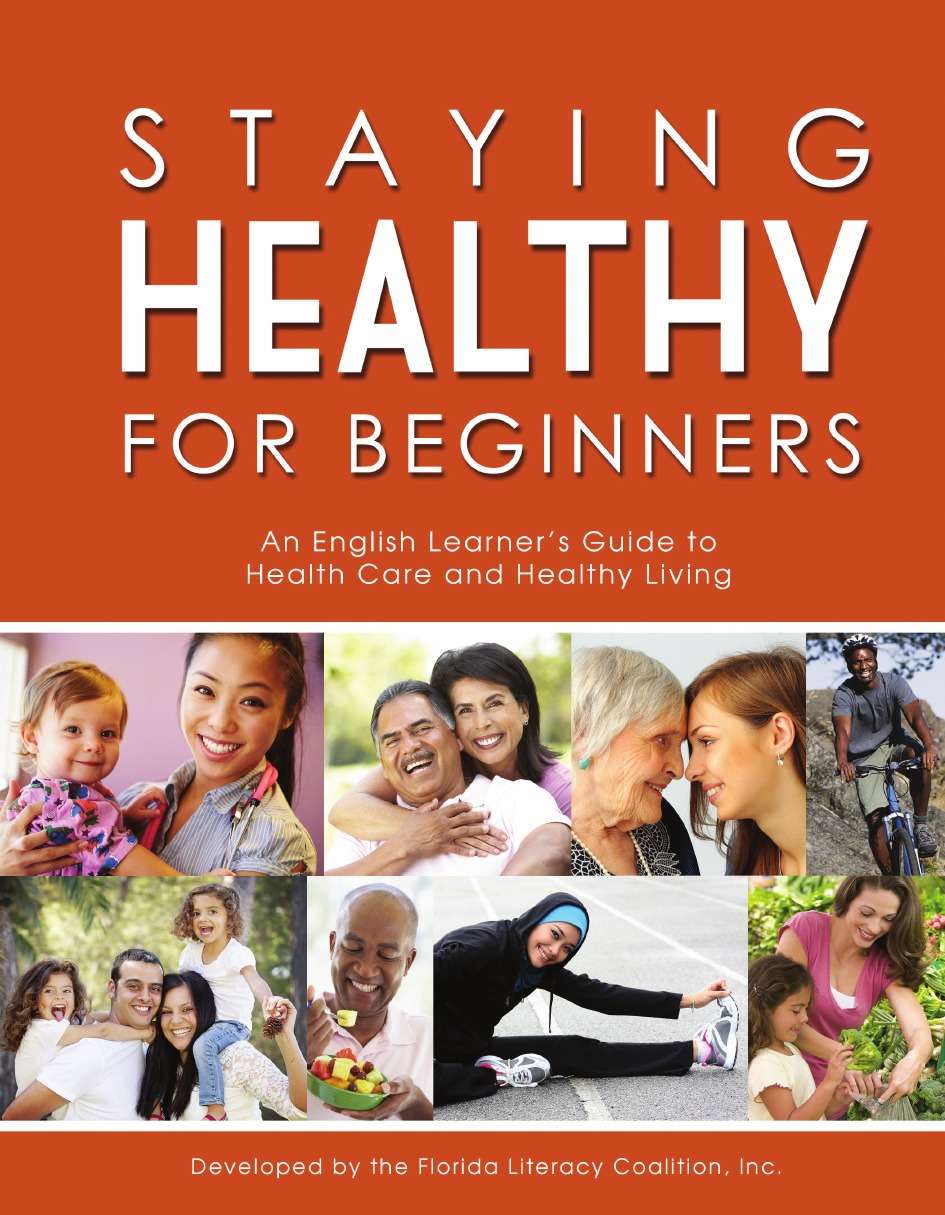 STAYING
HEALTHY
FOR BEGINNERS
An English Learner's Guide to
Health Care and Healthy Living
Developed by the Florida Literacy Coalition, Inc.